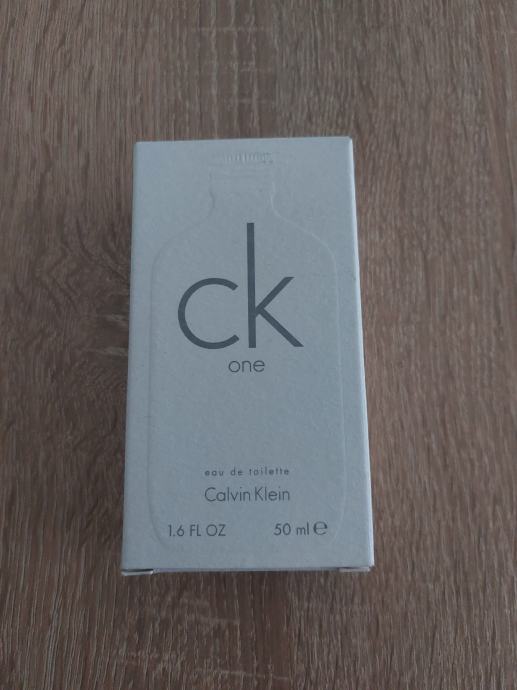 ck
one
eau de toilette
Calvin Klein
1.6 FL OZ 50 ml ℮